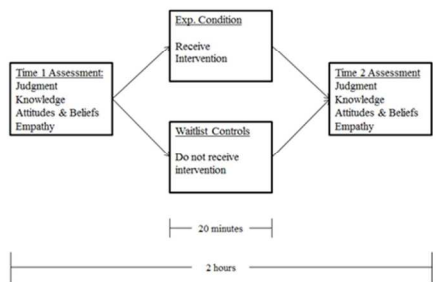 Exp. Condition
Receive
Intervention
Time 1 Assessment:
Judgment
Knowledge
Attitudes & Beliefs
Empathy
Waitlist Controls
Do not receive
intervention
Time 2 Assessment
Judgment
Knowledge
Attitudes & Beliefs
Empathy
20 minutes
2 hours